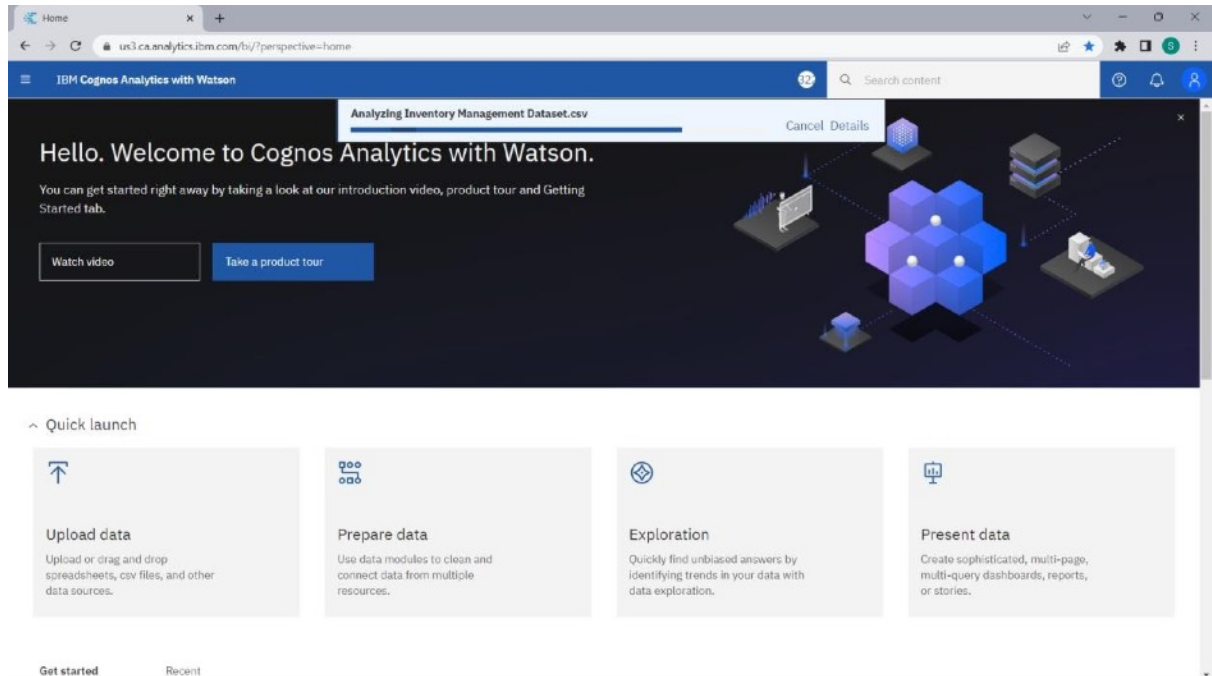 Home
us3.ca.analytics.ibm.com/bi/?perspective=home
S
IBM Cognos Analytics with Watson
Search content
Analyzing Inventory Management Dataset.csv
Cancel Details
Hello. Welcome to Cognos Analytics with Watson.
You can get started right away by taking a look at our introduction video, product tour and Getting
Started tab.
Watch video
Take a product tour
Quick launch
Upload data
Upload or drag and drop
spreadsheets, csv files, and other
data sources.
Prepare data
Use data modules to clean and
connect data from multiple
resources.
Exploration
Quickly find unbiased answers by
identifying trends in your data with
data exploration.
Present data
Create sophisticated, multi-page,
multi-query dashboards, reports,
or stories.
Get started
Recent